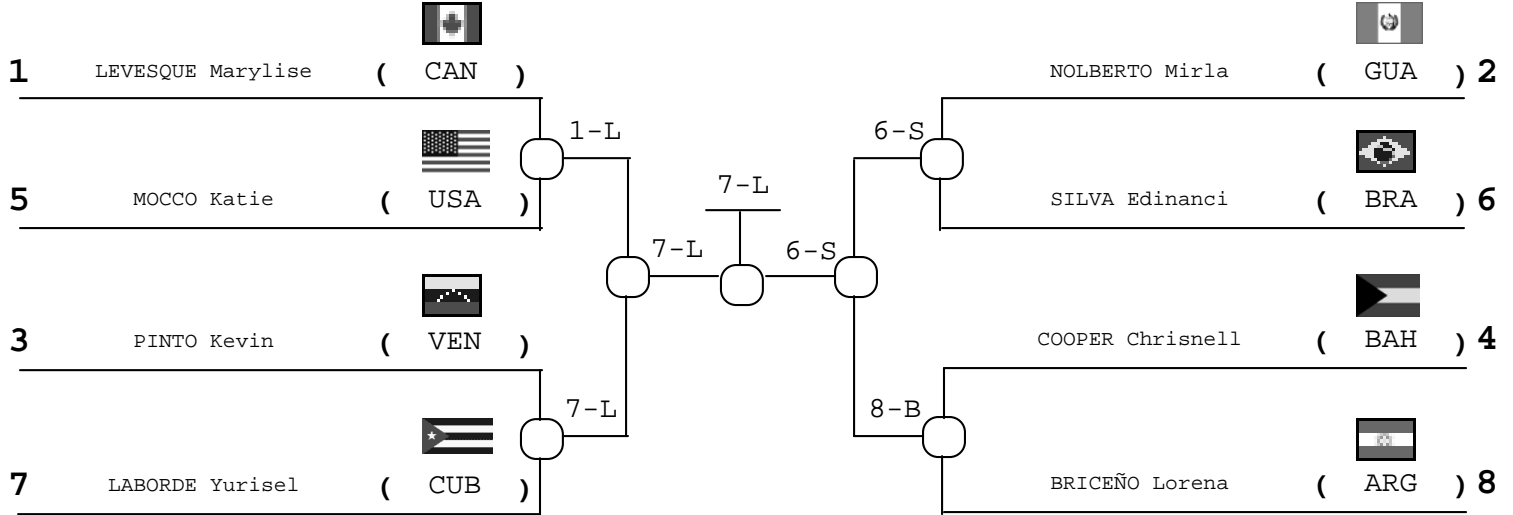 1 LEVESQUE Marylise ( CAN )
NOLBERTO Mirla ( GUA ) 2
1-L
6-S
5 MOCCO Katie ( USA )
7-L
SILVA Edinanci ( BRA ) 6
7-L
6-S
3 PINTO Kevin ( VEN )
COOPER Chrisnell ( BAH ) 4
7-L
8-B
7 LABORDE Yurisel ( CUB )
BRICEÑO Lorena ( ARG ) 8